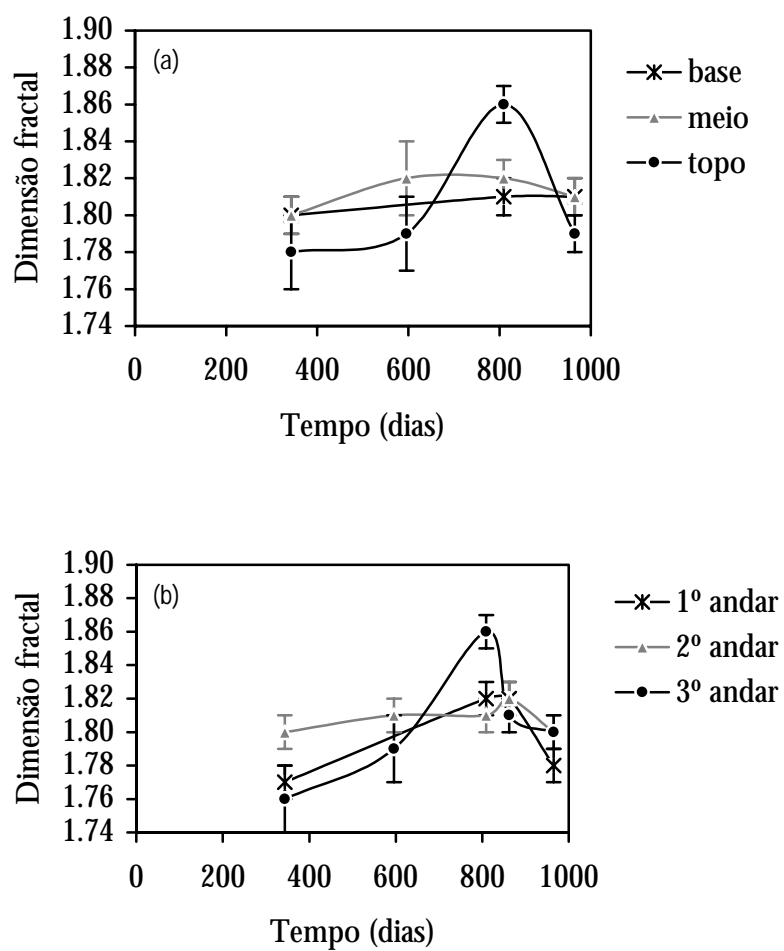 1.90
1.88
1.86
1.84
1.82
1.80
1.78
1.76
1.74
Dimensão fractal
(a)
base
meio
topo
0 200 400 600 800 1000
Tempo (dias)
1.90
1.88
1.86
1.84
1.82
1.80
1.78
1.76
1.74
Dimensão fractal
(b)
1º andar
2º andar
3º andar
0 200 400 600 800 1000
Tempo (dias)